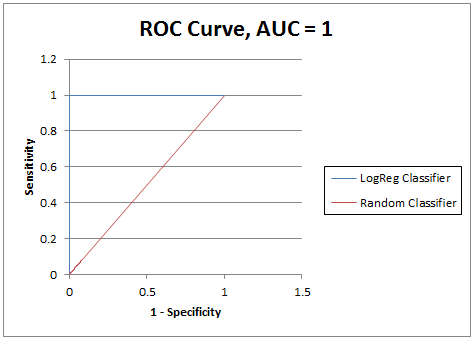 ROC Curve, AUC = 1
1.2
1
0.8
0.6
0.4
0.2
0
Sensitivity
0
0.5
1
1.5
1 - Specificity
LogReg Classifier
Random Classifier